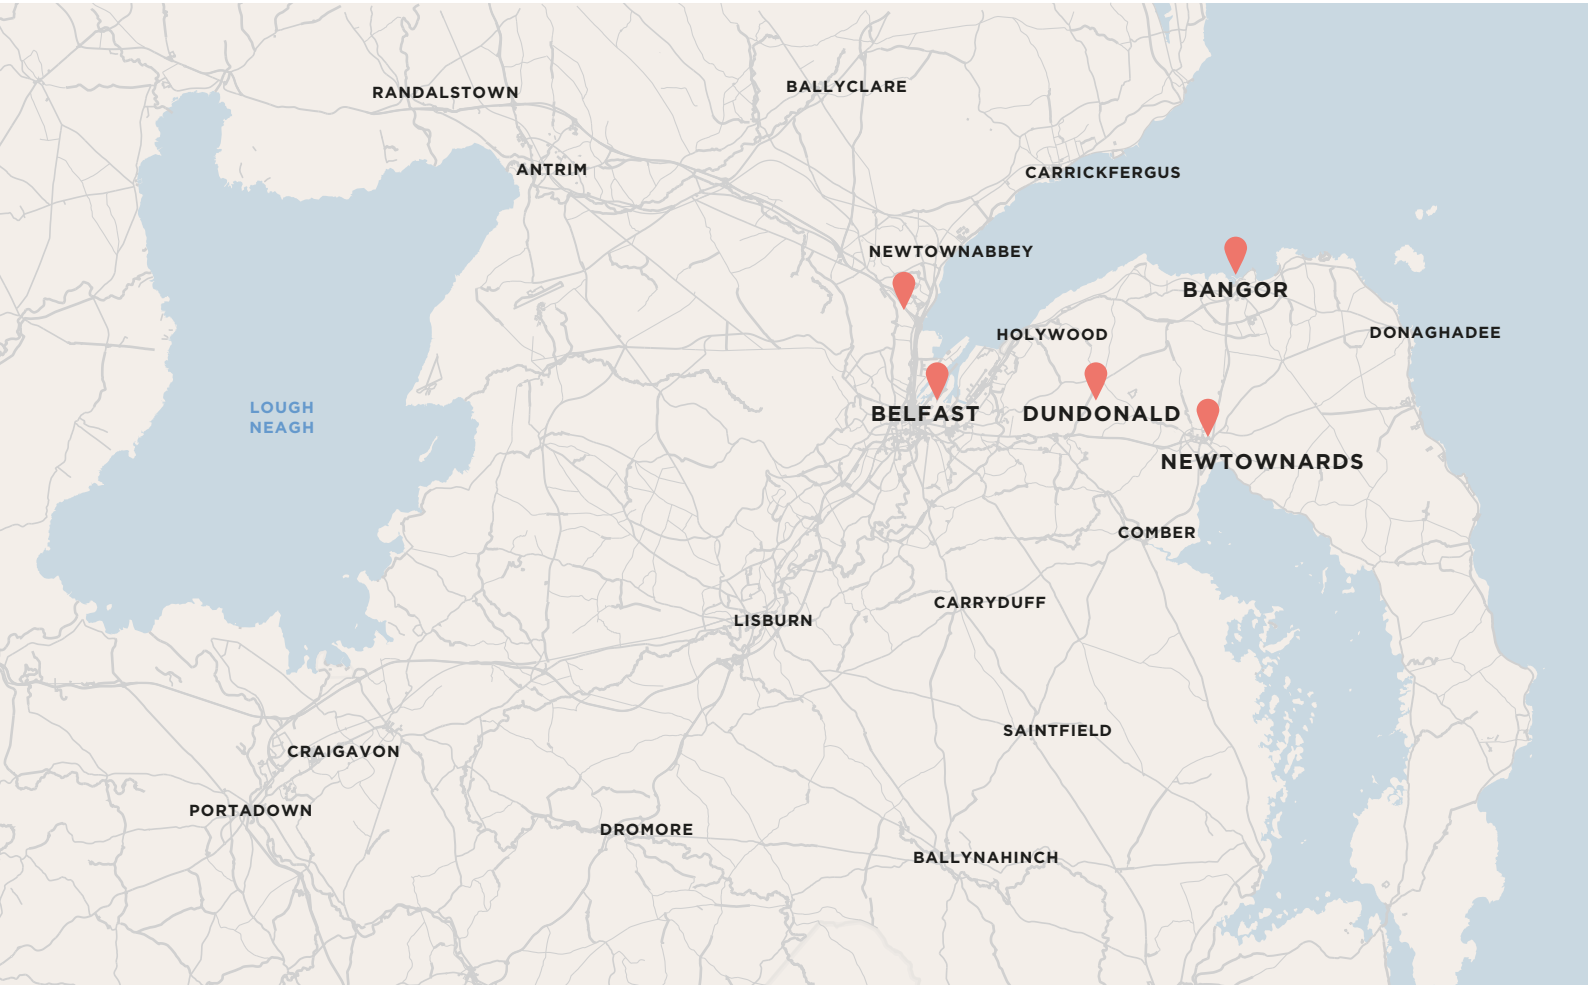 BALLYCLARE
RANDALSTOWN
ANTRIM
CARRICKFERGUS
NEWTOWNABBEY
BANGOR
DONAGHADEE
HOLYWOOD
LOUGH
NEAGH
BELFAST
DUNDONALD
NEWTOWNARDS
COMBER
CARRYDUFF
LISBURN
SAINTFIELD
CRAIGAVON
PORTADOWN
DROMORE
BALLYNAHINCH